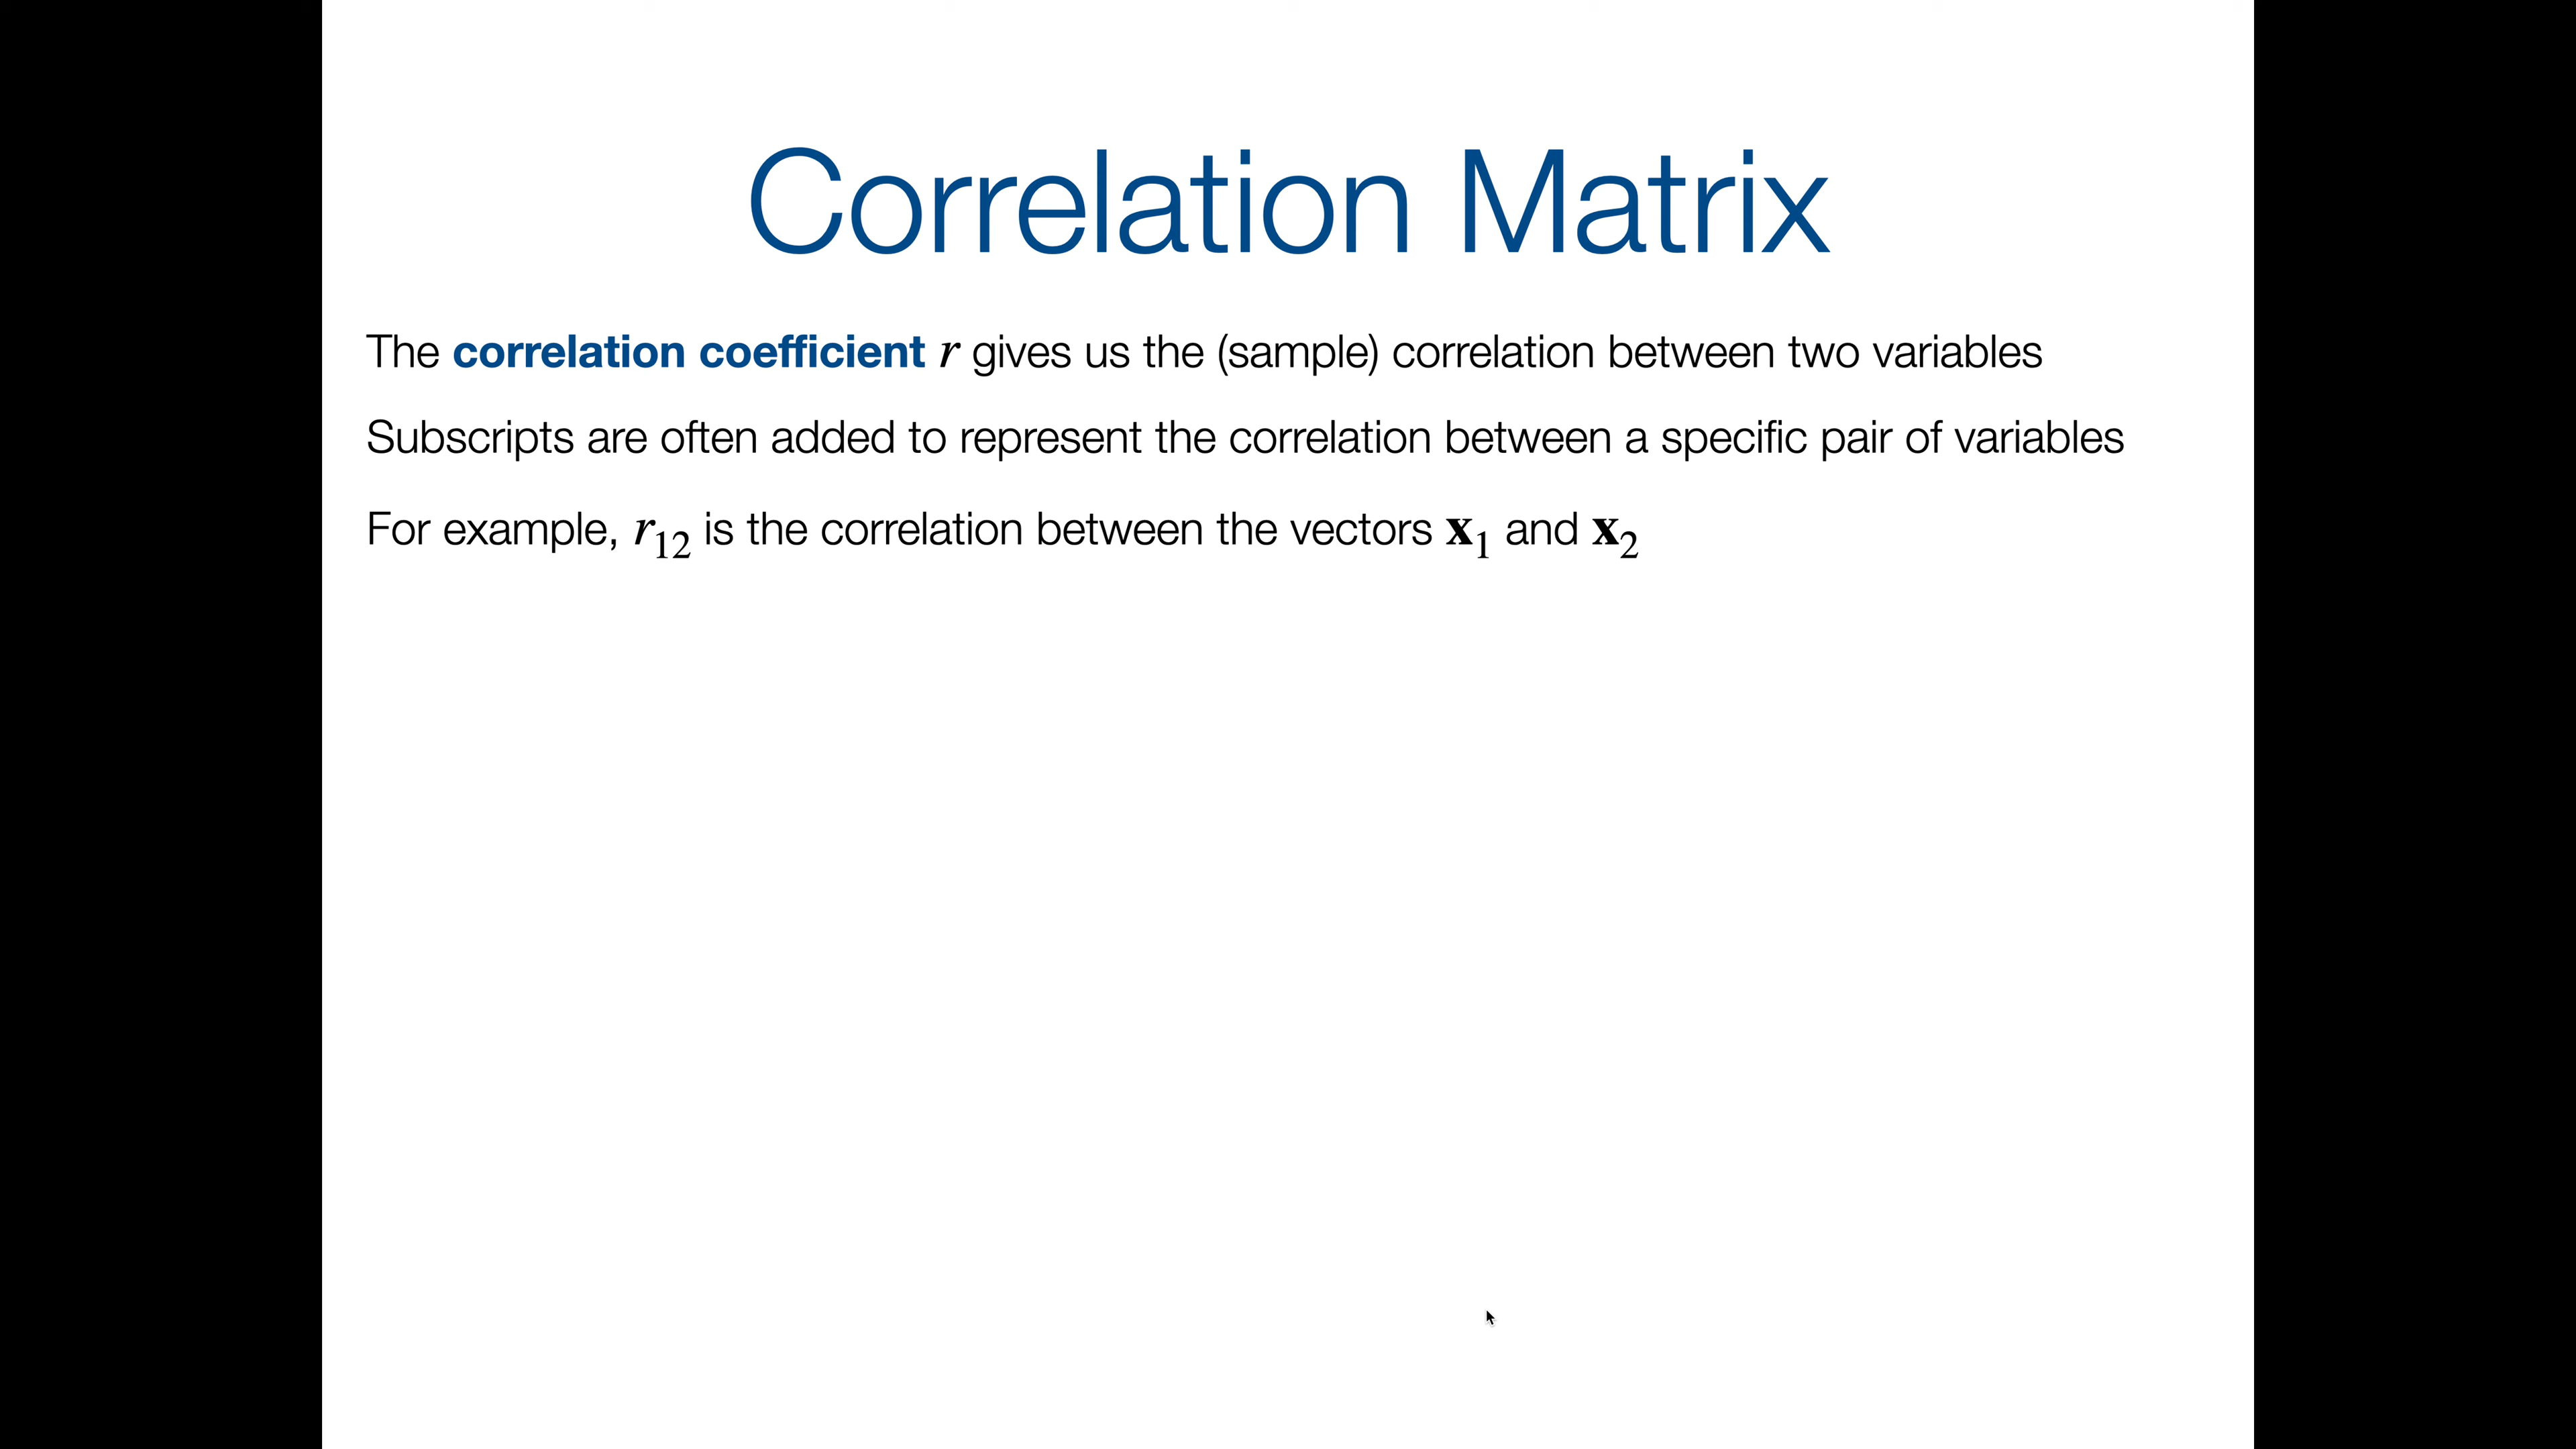 Correlation Matrix
The correlation coefficient r gives us the (sample) correlation between two variables
Subscripts are often added to represent the correlation between a specific pair of variables
For example, r₁₂ is the correlation between the vectors x₁ and x₂